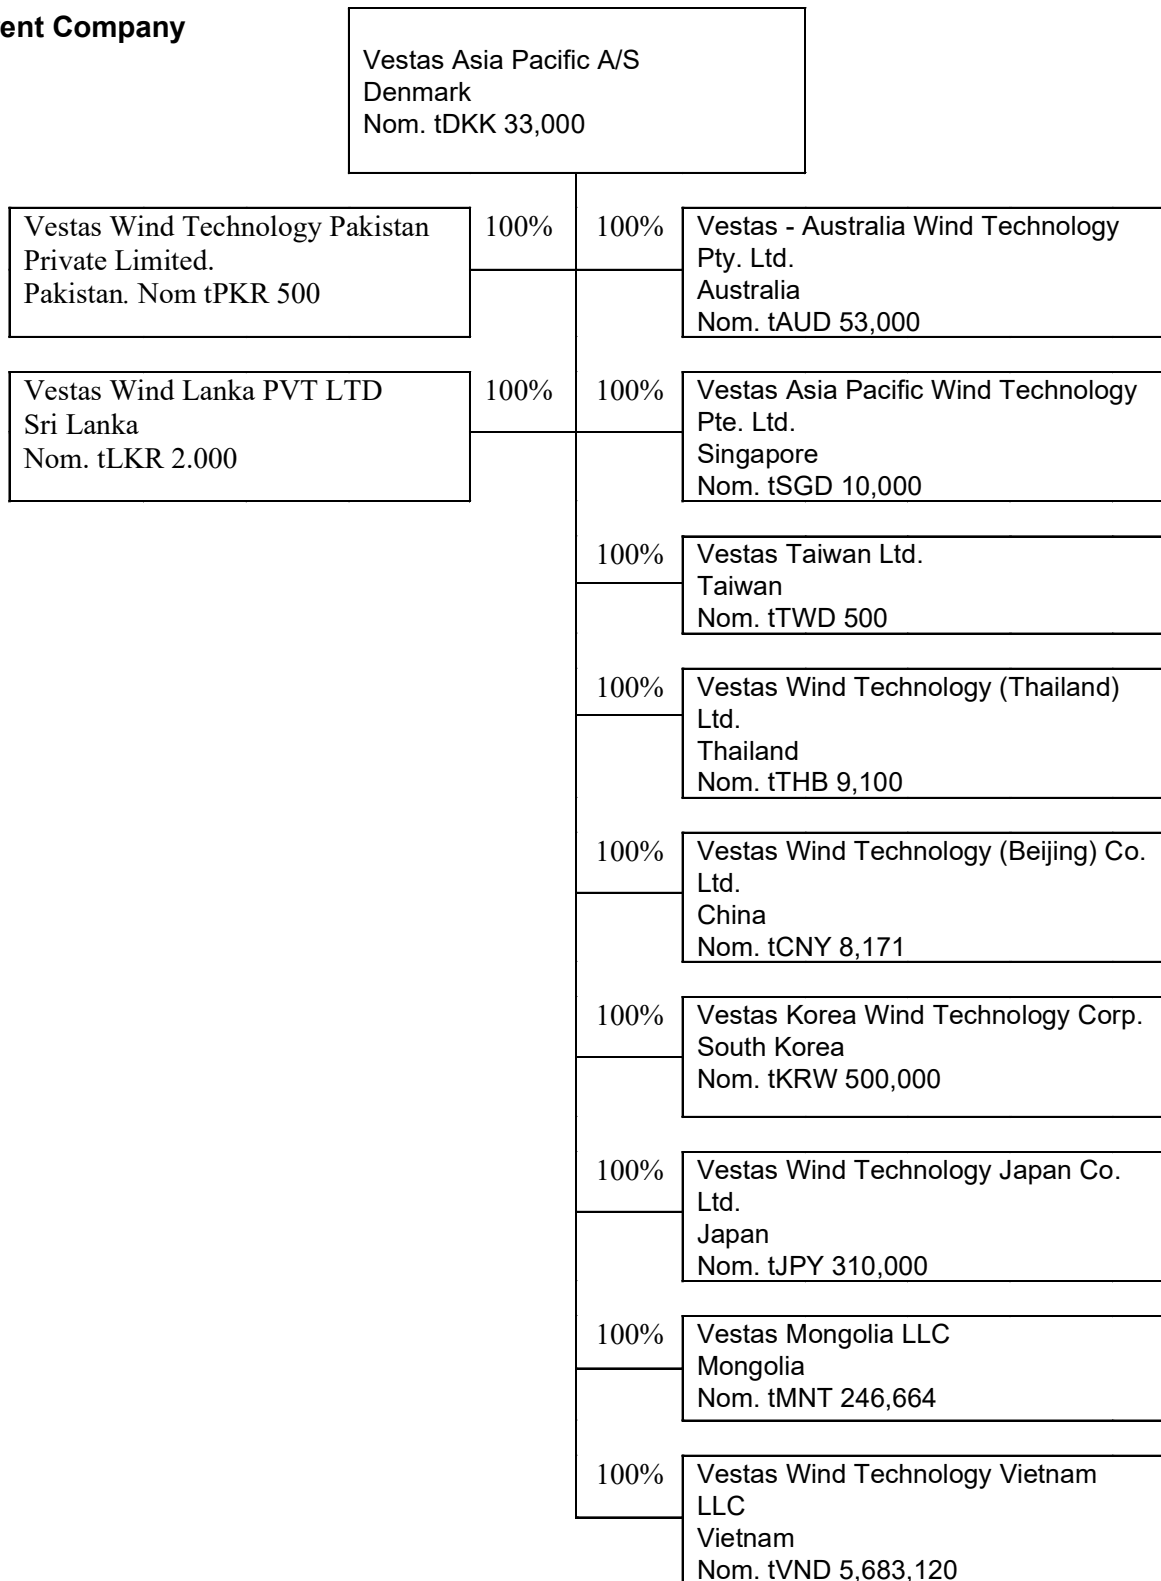 ent Company
Vestas Asia Pacific A/S
Denmark
Nom. tDKK 33,000
Vestas Wind Technology Pakistan
Private Limited.
Pakistan. Nom tPKR 500
100%
100%
Vestas - Australia Wind Technology
Pty. Ltd.
Australia
Nom. tAUD 53,000
Vestas Wind Lanka PVT LTD
Sri Lanka
Nom. tLKR 2.000
100%
100%
Vestas Asia Pacific Wind Technology
Pte. Ltd.
Singapore
Nom. tSGD 10,000
100%
Vestas Taiwan Ltd.
Taiwan
Nom. tTWD 500
100%
Vestas Wind Technology (Thailand)
Ltd.
Thailand
Nom. tTHB 9,100
100%
Vestas Wind Technology (Beijing) Co.
Ltd.
China
Nom. tCNY 8,171
100%
Vestas Korea Wind Technology Corp.
South Korea
Nom. tKRW 500,000
100%
Vestas Wind Technology Japan Co.
Ltd.
Japan
Nom. tJPY 310,000
100%
Vestas Mongolia LLC
Mongolia
Nom. tMNT 246,664
100%
Vestas Wind Technology Vietnam
LLC
Vietnam
Nom. tVND 5,683,120